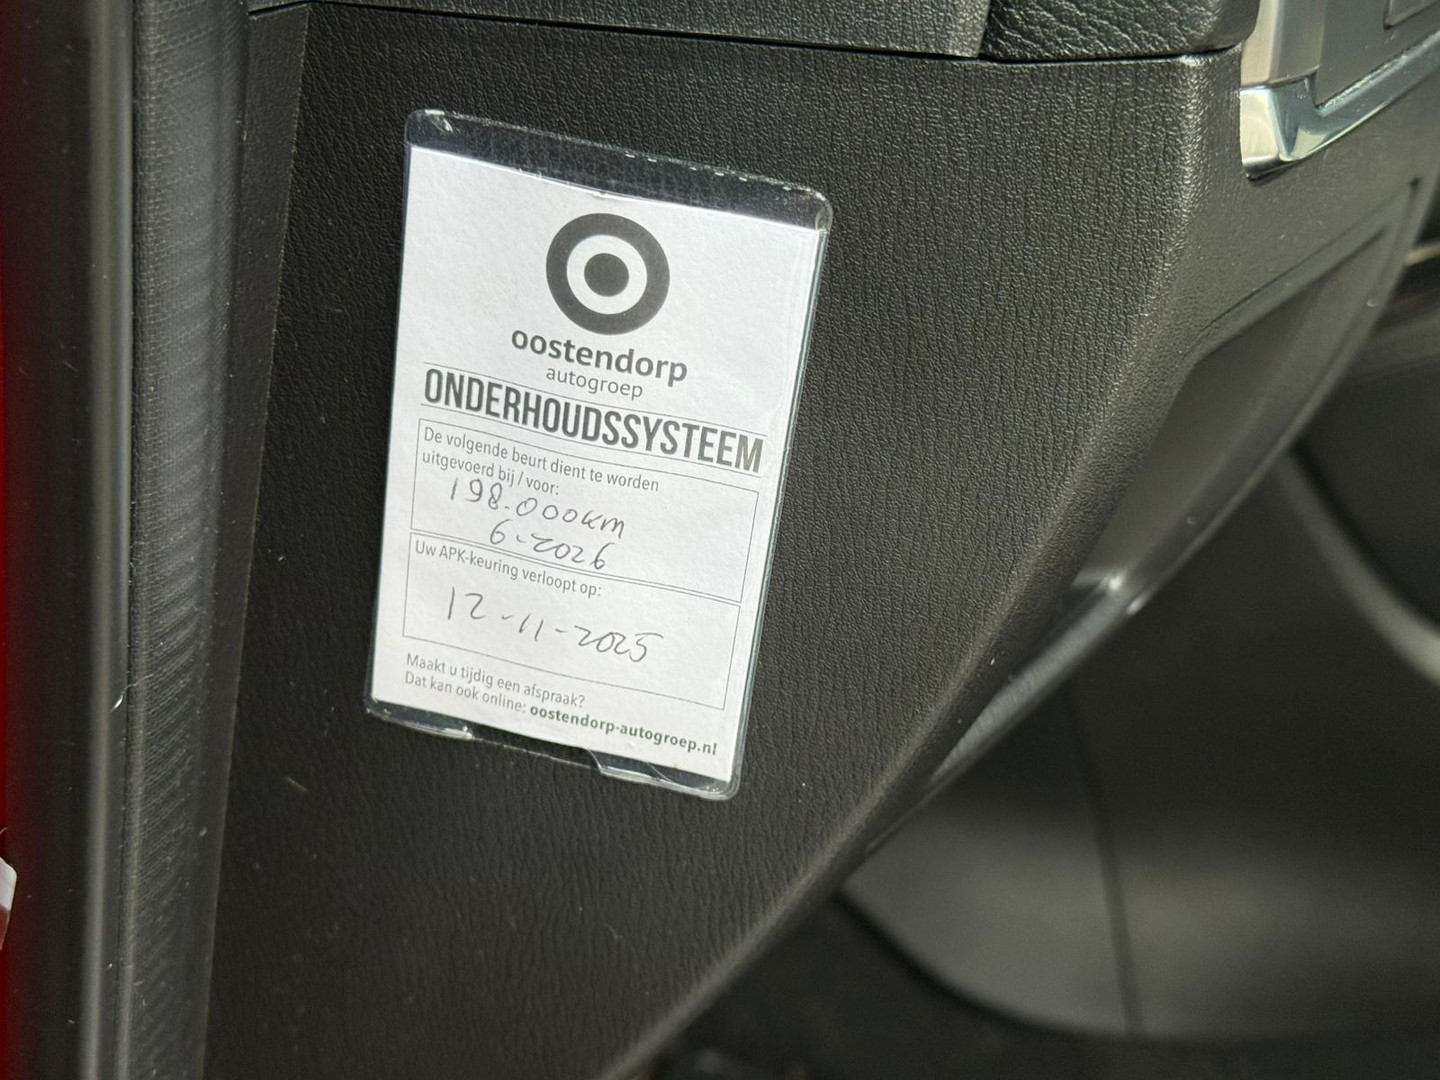 oostendorp
autogroep
ONDERHOUDSSYSTEEM
De volgende beurt dient te worden
uitgevoerd bij / voor:
198.000km
6-2026
Uw APK-keuring verloopt op:
12-11-2025
Maakt u tijdig een afspraak?
Dat kan ook online: oostendorp-autogroep.nl